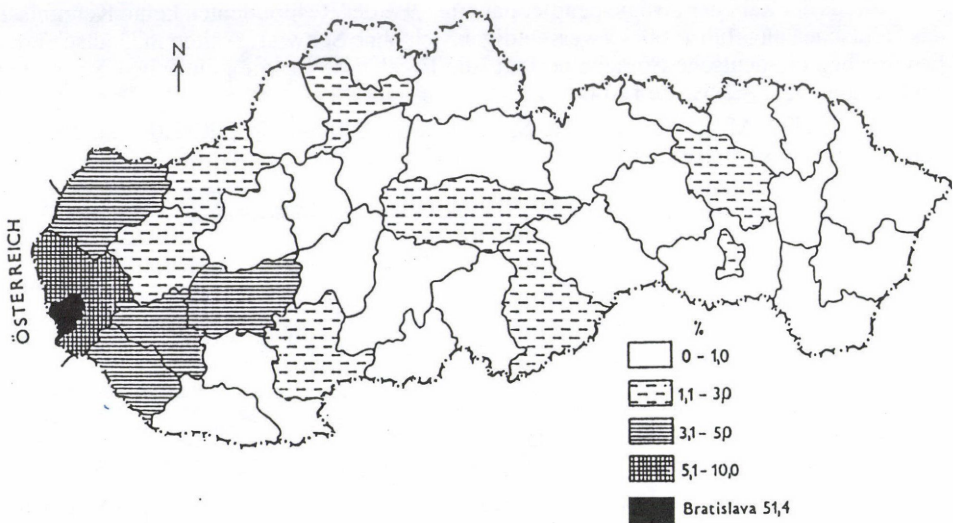 N
ÖSTERREICH
%
0 – 1,0
1,1 – 3,0
3,1 – 5,0
5,1 – 10,0
Bratislava 51,4